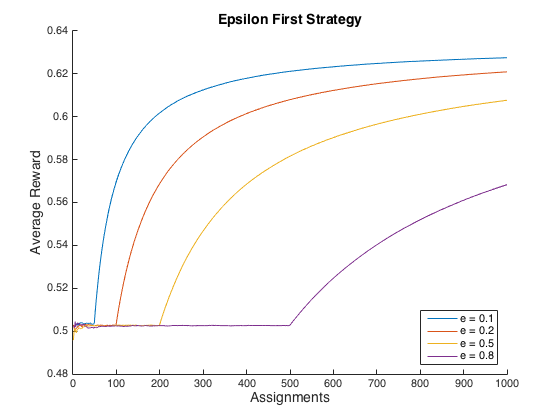 Epsilon First Strategy
0.64
0.62
0.6
0.58
0.56
0.54
0.52
0.5
0.48
Average Reward
0 100 200 300 400 500 600 700 800 900 1000
Assignments
e = 0.1
e = 0.2
e = 0.5
e = 0.8